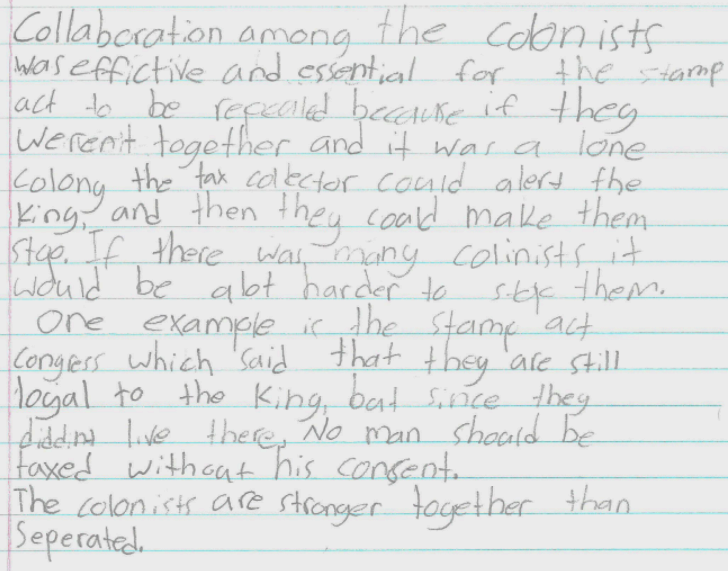 Collaboration among the colonists
was effictive and essential for the stamp
act to be repealed because if they
weren't together and it was a lone
colony the tax collector could alert the
King, and then they could make them
stop. If there was many colinists it
would be alot harder to them.
One example is the stamp act
congress which said that they are still
loyal to the King, but since they
diddint live there, No man should be
taxed without his consent.
The colonists are stronger together than
Seperated.